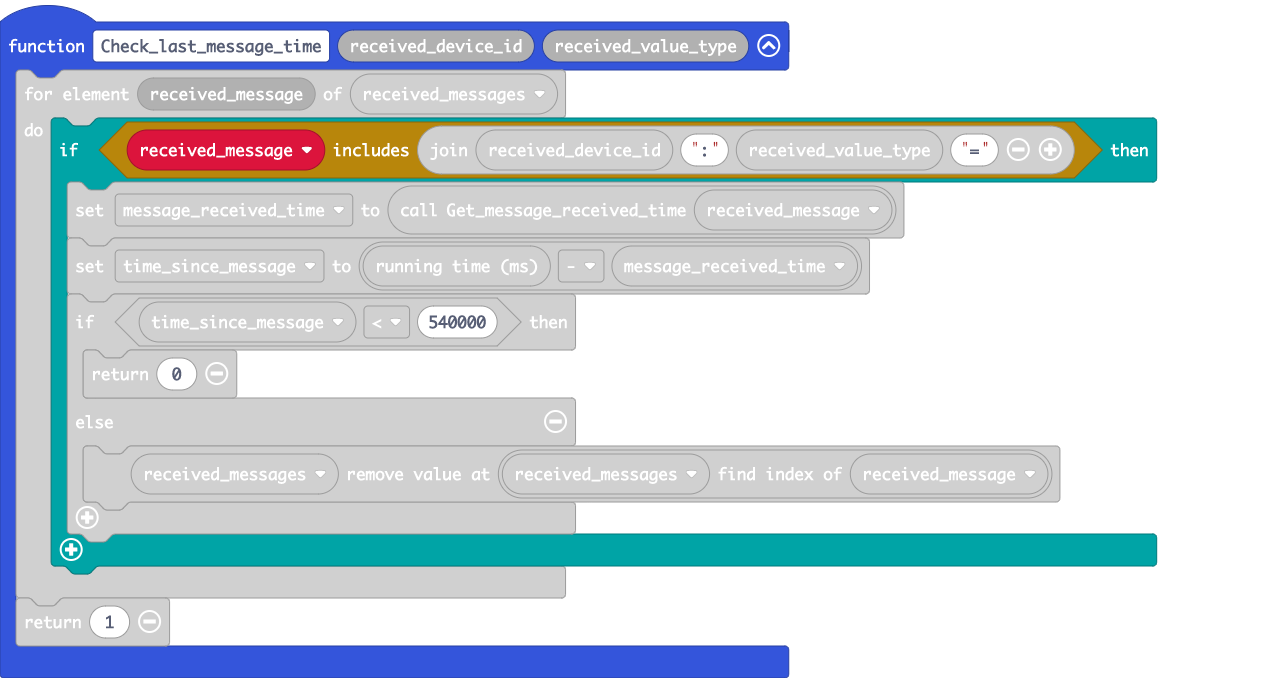 function Check_last_message_time received_device_id received_value_type
for element received_message of received_messages
do
if received_message includes join received_device_id ":" received_value_type "=" then
set message_received_time to call Get_message_received_time received_message
set time_since_message to running time (ms) - message_received_time
if time_since_message < 540000 then
return 0
else
received_messages remove value at received_messages find index of received_message
return 1